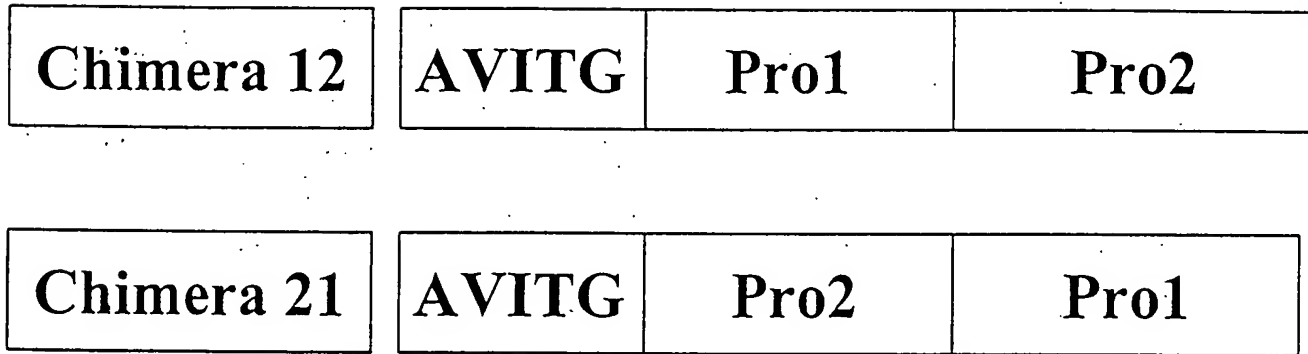 Chimera 12 AVITG Pro1 Pro2
Chimera 21 AVITG Pro2 Pro1